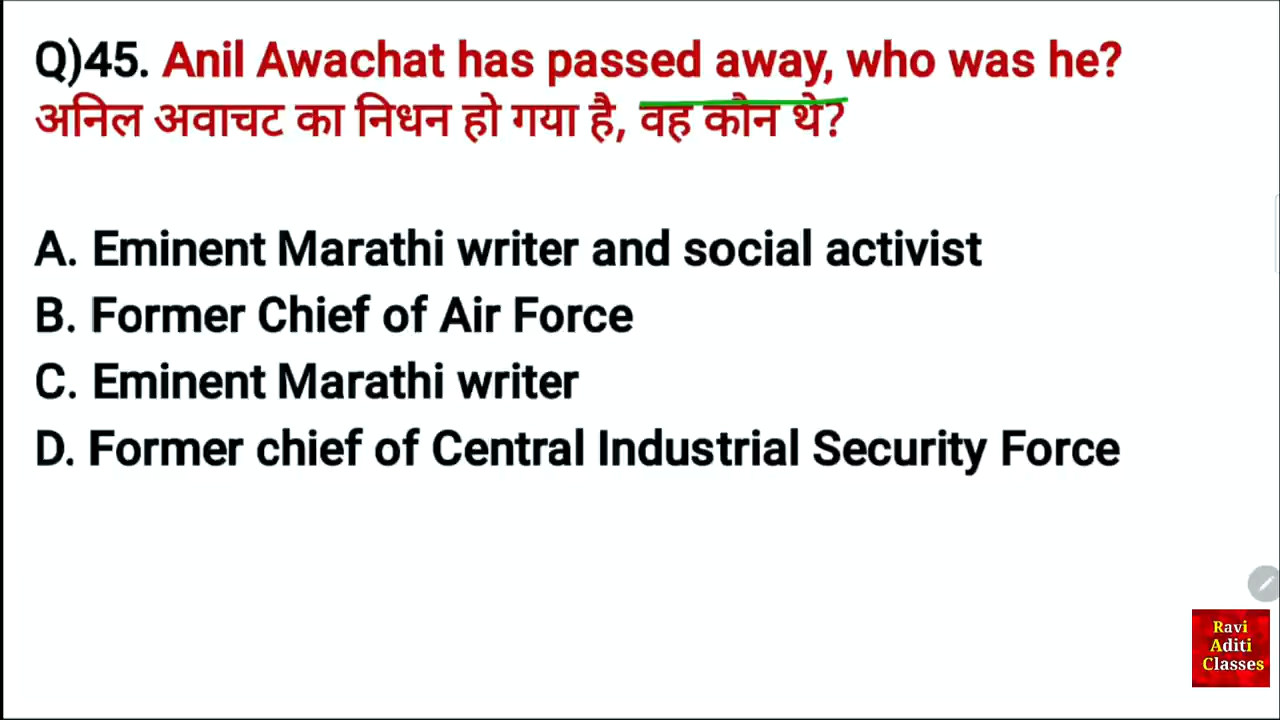 Q)45. Anil Awachat has passed away, who was he?
अनिल अवाचट का निधन हो गया है, वह कौन थे?
A. Eminent Marathi writer and social activist
B. Former Chief of Air Force
C. Eminent Marathi writer
D. Former chief of Central Industrial Security Force
Ravi
Aditi
Classes